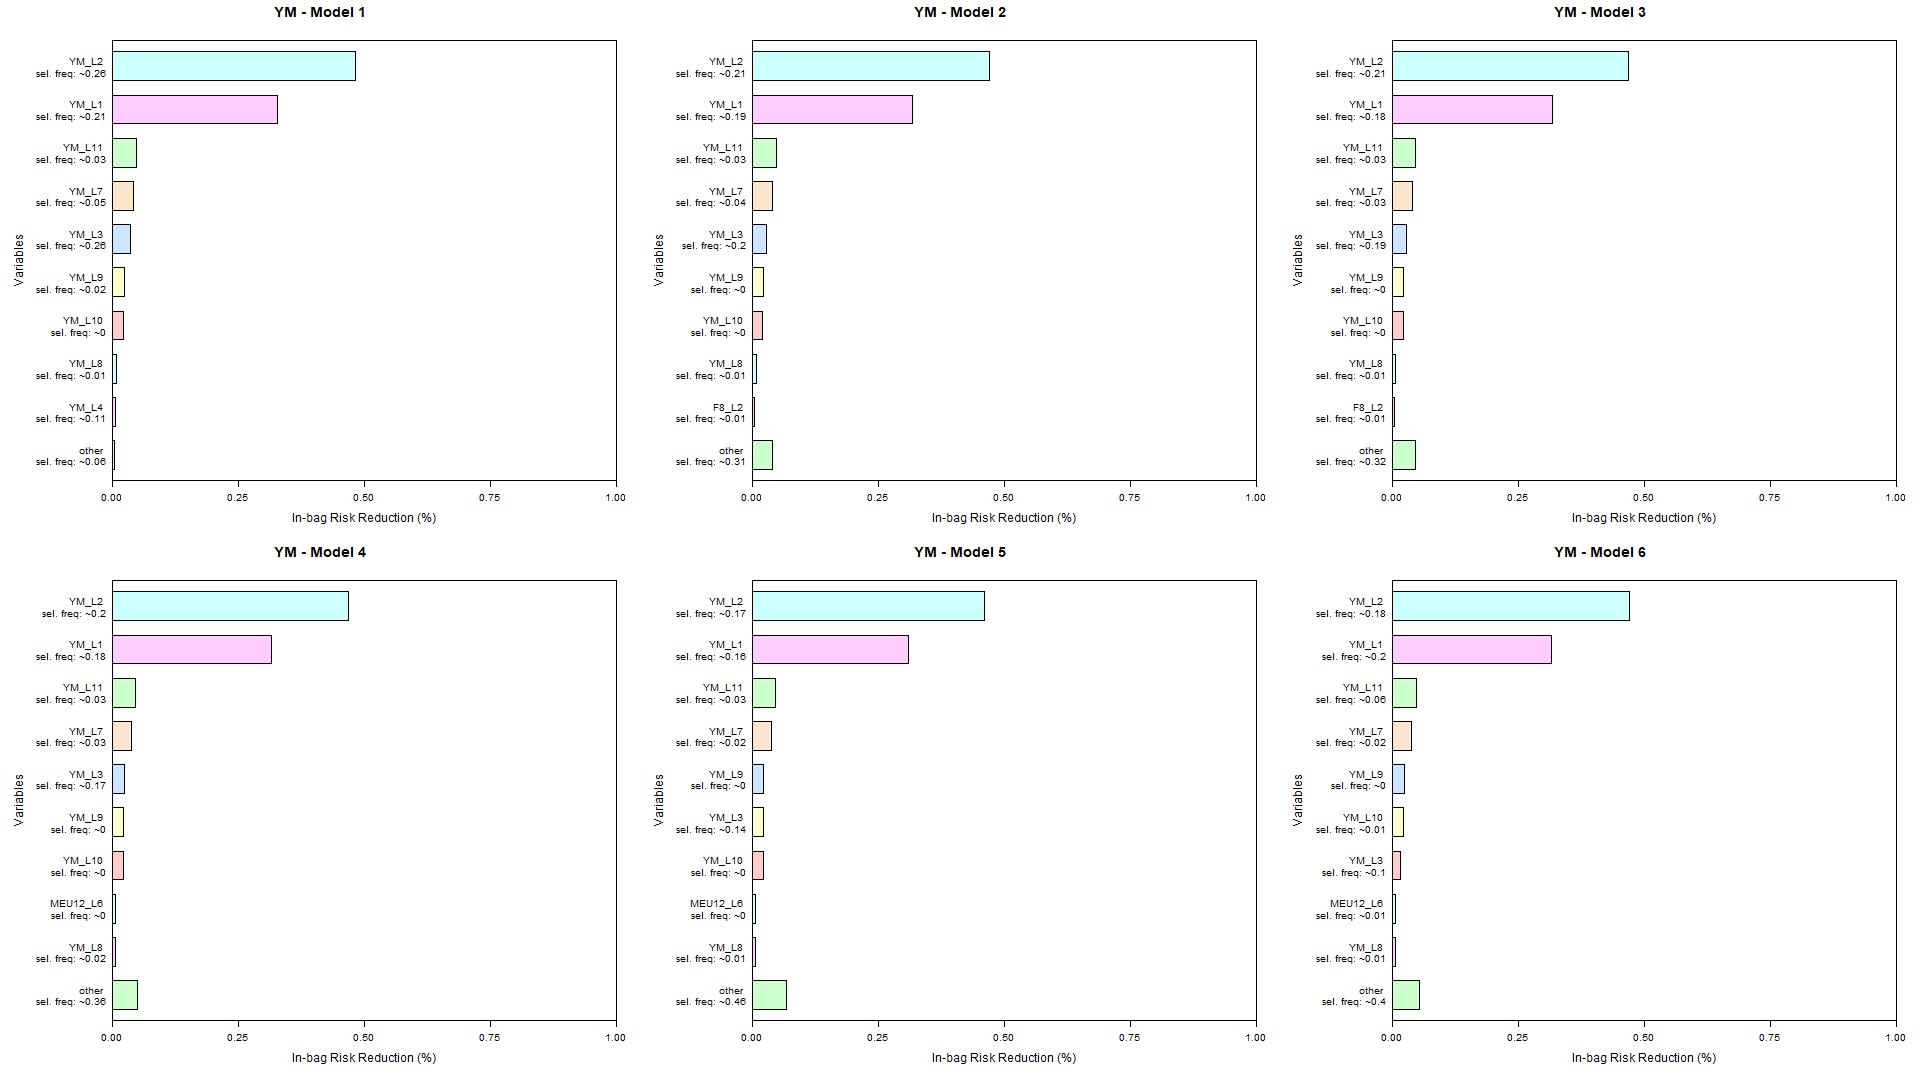 YM - Model 1
YM_L2
sel. freq: ~0.26
YM_L1
sel. freq: ~0.21
YM_L11
sel. freq: ~0.03
YM_L7
sel. freq: ~0.05
YM_L3
sel. freq: ~0.26
YM_L9
sel. freq: ~0.02
YM_L10
sel. freq: ~0
YM_L8
sel. freq: ~0.01
YM_L4
sel. freq: ~0.11
other
sel. freq: ~0.06
Variables
0.00 0.25 0.50 0.75 1.00
In-bag Risk Reduction (%)
YM - Model 2
YM_L2
sel. freq: ~0.21
YM_L1
sel. freq: ~0.19
YM_L11
sel. freq: ~0.03
YM_L7
sel. freq: ~0.04
YM_L3
sel. freq: ~0.2
YM_L9
sel. freq: ~0
YM_L10
sel. freq: ~0
YM_L8
sel. freq: ~0.01
F8_L2
sel. freq: ~0.01
other
sel. freq: ~0.31
Variables
0.00 0.25 0.50 0.75 1.00
In-bag Risk Reduction (%)
YM - Model 3
YM_L2
sel. freq: ~0.21
YM_L1
sel. freq: ~0.18
YM_L11
sel. freq: ~0.03
YM_L7
sel. freq: ~0.03
YM_L3
sel. freq: ~0.19
YM_L9
sel. freq: ~0
YM_L10
sel. freq: ~0
YM_L8
sel. freq: ~0.01
F8_L2
sel. freq: ~0.01
other
sel. freq: ~0.32
Variables
0.00 0.25 0.50 0.75 1.00
In-bag Risk Reduction (%)
YM - Model 4
YM_L2
sel. freq: ~0.2
YM_L1
sel. freq: ~0.18
YM_L11
sel. freq: ~0.03
YM_L7
sel. freq: ~0.03
YM_L3
sel. freq: ~0.17
YM_L9
sel. freq: ~0
YM_L10
sel. freq: ~0
MEU12_L6
sel. freq: ~0
YM_L8
sel. freq: ~0.02
other
sel. freq: ~0.36
Variables
0.00 0.25 0.50 0.75 1.00
In-bag Risk Reduction (%)
YM - Model 5
YM_L2
sel. freq: ~0.17
YM_L1
sel. freq: ~0.16
YM_L11
sel. freq: ~0.03
YM_L7
sel. freq: ~0.02
YM_L9
sel. freq: ~0
YM_L3
sel. freq: ~0.14
YM_L10
sel. freq: ~0
MEU12_L6
sel. freq: ~0
YM_L8
sel. freq: ~0.01
other
sel. freq: ~0.46
Variables
0.00 0.25 0.50 0.75 1.00
In-bag Risk Reduction (%)
YM - Model 6
YM_L2
sel. freq: ~0.18
YM_L1
sel. freq: ~0.2
YM_L11
sel. freq: ~0.06
YM_L7
sel. freq: ~0.02
YM_L9
sel. freq: ~0
YM_L10
sel. freq: ~0.01
YM_L3
sel. freq: ~0.1
MEU12_L6
sel. freq: ~0.01
YM_L8
sel. freq: ~0.01
other
sel. freq: ~0.4
Variables
0.00 0.25 0.50 0.75 1.00
In-bag Risk Reduction (%)